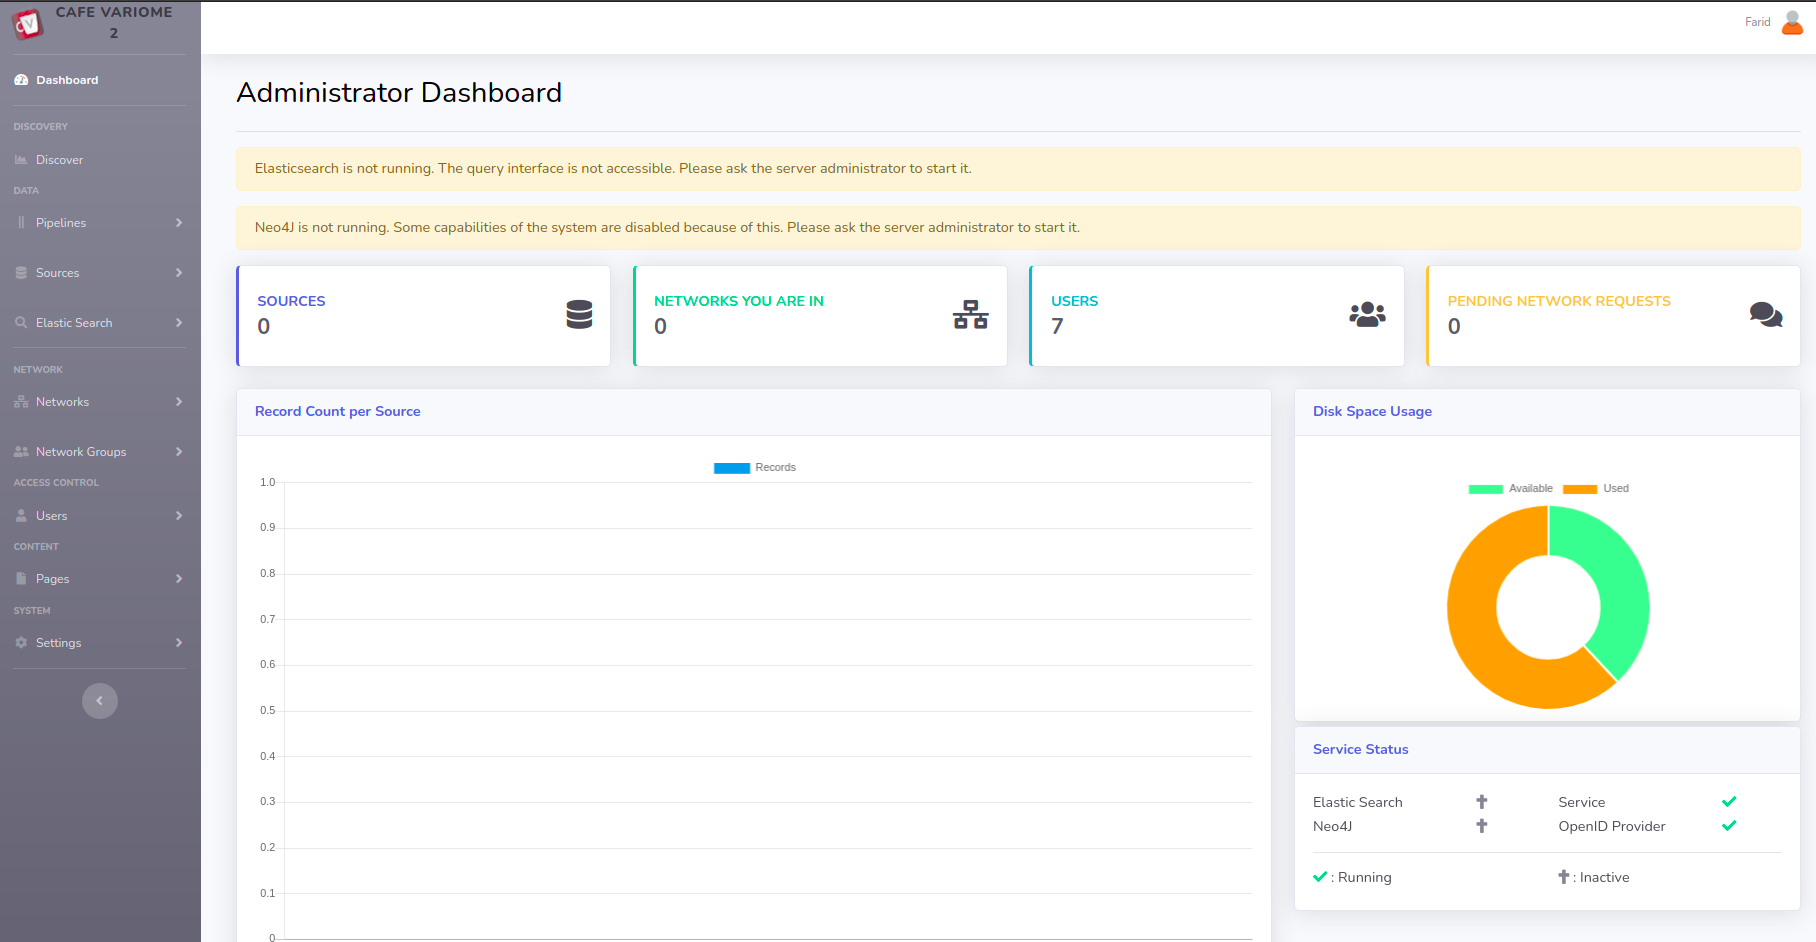 CAFE VARIOME
2
Farid
Dashboard
DISCOVERY
Discover
DATA
Pipelines
Sources
Elastic Search
NETWORK
Networks
Network Groups
ACCESS CONTROL
Users
CONTENT
Pages
SYSTEM
Settings
Administrator Dashboard
Elasticsearch is not running. The query interface is not accessible. Please ask the server administrator to start it.
Neo4J is not running. Some capabilities of the system are disabled because of this. Please ask the server administrator to start it.
SOURCES
0
NETWORKS YOU ARE IN
0
USERS
7
PENDING NETWORK REQUESTS
0
Record Count per Source
Records
1.0
0.9
0.8
0.7
0.6
0.5
0.4
0.3
0.2
0.1
0
Disk Space Usage
Available Used
Service Status
Elastic Search Service
Neo4J OpenID Provider
: Running : Inactive